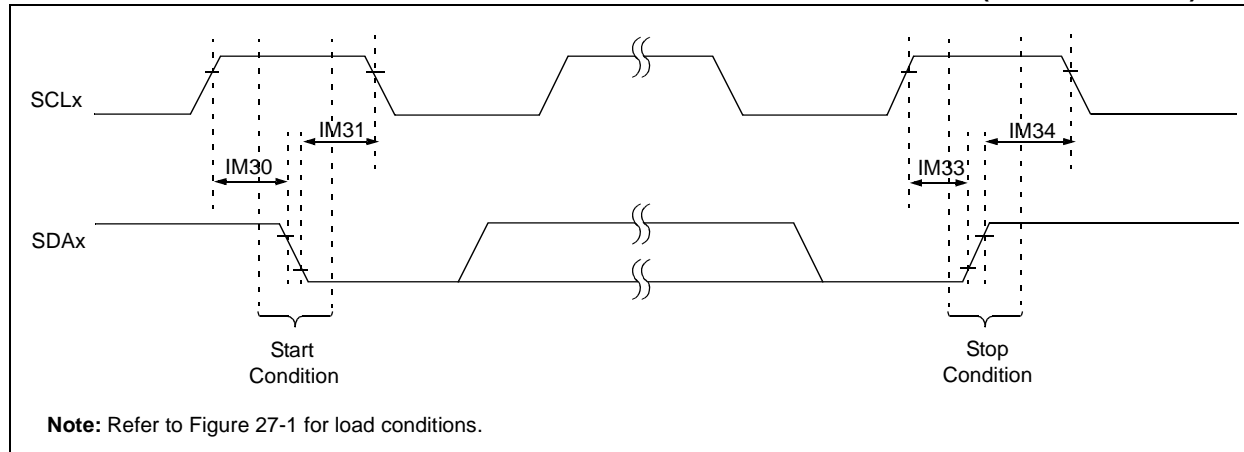 SCLx
IM31
IM34
IM30
IM33
SDAx
Start
Condition
Stop
Condition
Note: Refer to Figure 27-1 for load conditions.